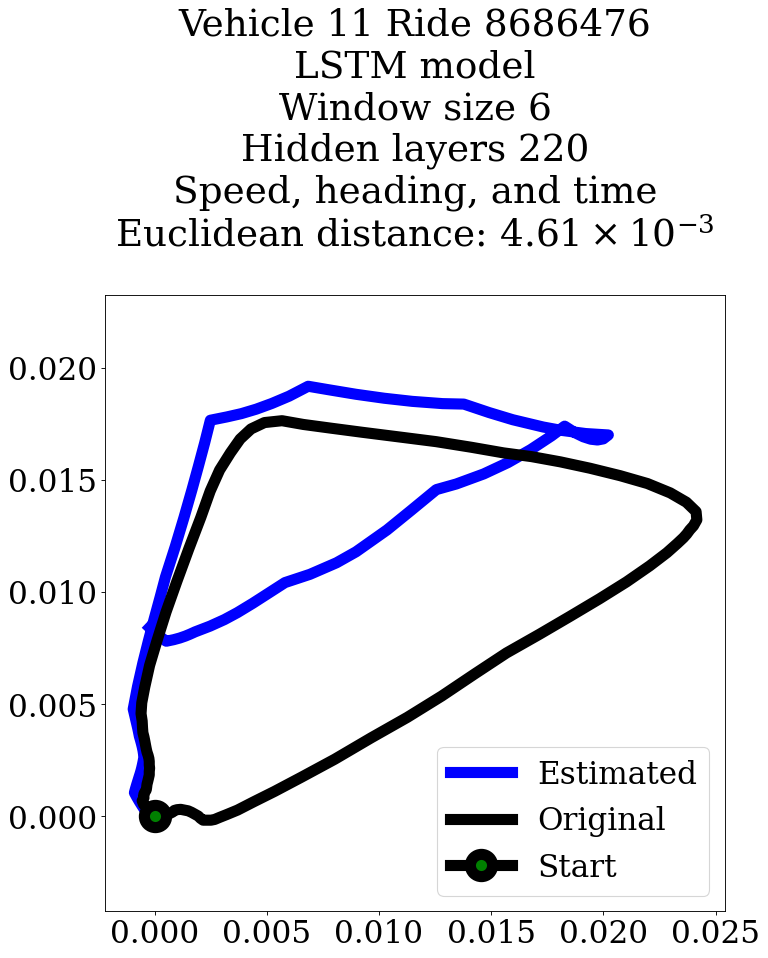 Vehicle 11 Ride 8686476
LSTM model
Window size 6
Hidden layers 220
Speed, heading, and time
Euclidean distance: 4.61 × 10⁻³
0.020
0.015
0.010
0.005
0.000
Estimated
Original
Start
0.000 0.005 0.010 0.015 0.020 0.025